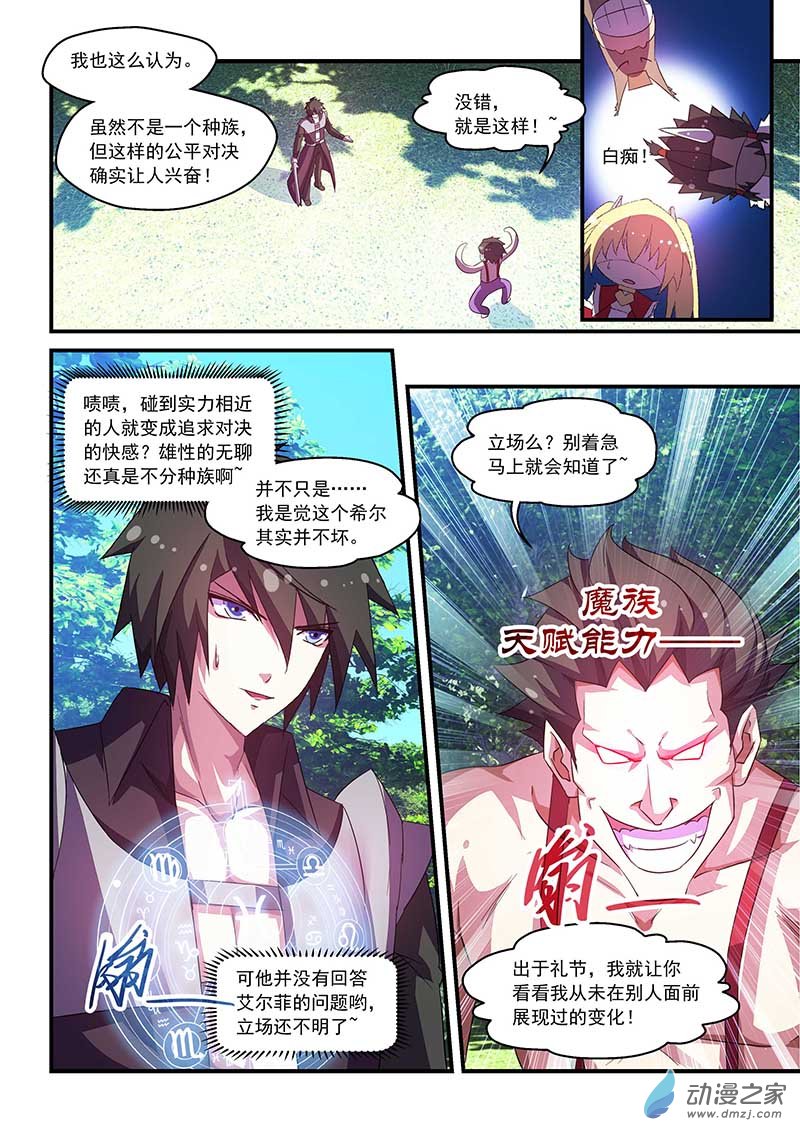 我也这么认为。
虽然不是一个种族,
但这样的公平对决
确实让人兴奋!
没错,
就是这样!~
白痴!
啧啧,碰到实力相近
的人就变成追求对决
的快感?雄性的无聊
还真是不分种族啊~
并不只是……
我是觉这个希尔
其实并不坏。
可他并没有回答
艾尔菲的问题哟,
立场还不明了~
立场么?别着急
马上就会知道了~
魔族
天赋能力——
出于礼节,我就让你
看看我从未在别人面前
展现过的变化!
动漫之家
www.dmzj.com